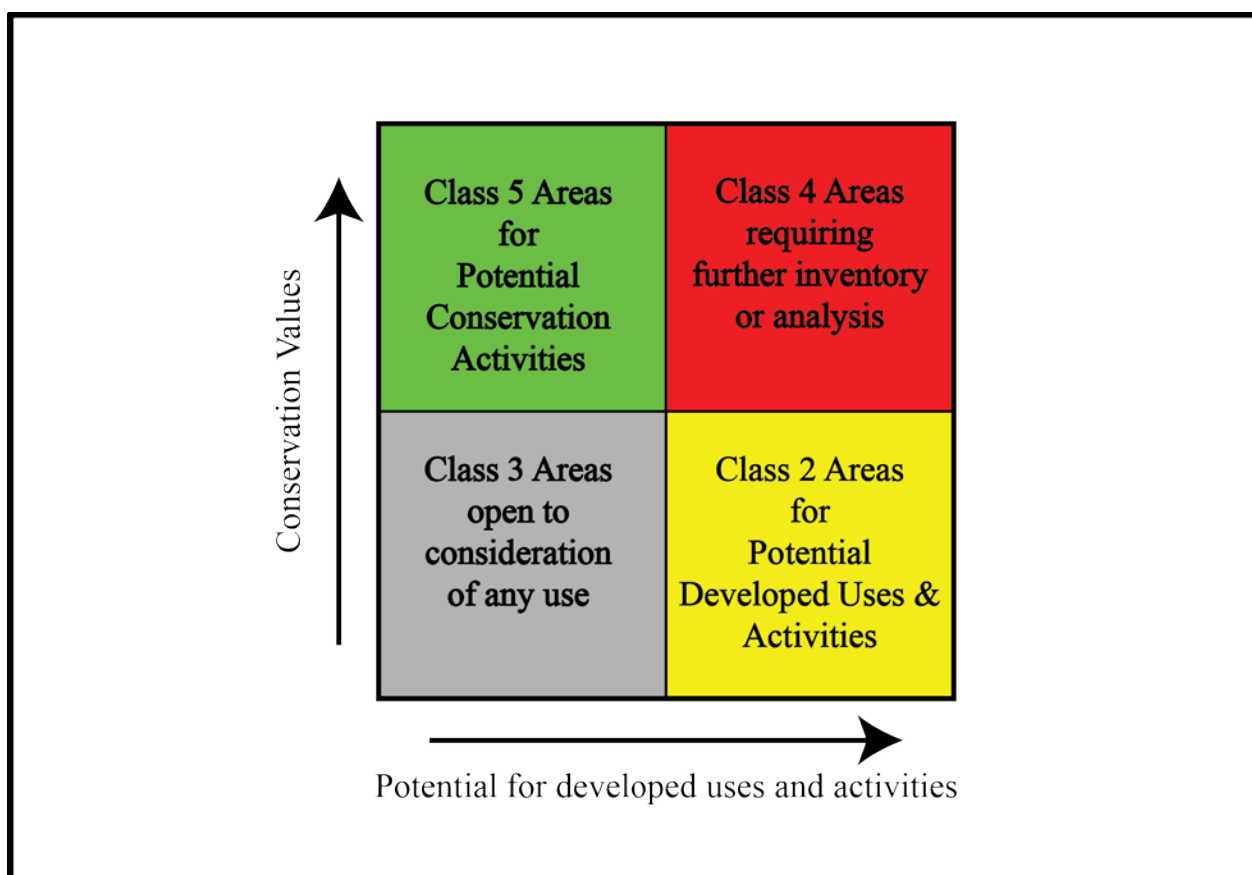 Class 5 Areas
for
Potential
Conservation
Activities
Class 4 Areas
requiring
further inventory
or analysis
Conservation Values
Class 3 Areas
open to
consideration
of any use
Class 2 Areas
for
Potential
Developed Uses &
Activities
Potential for developed uses and activities